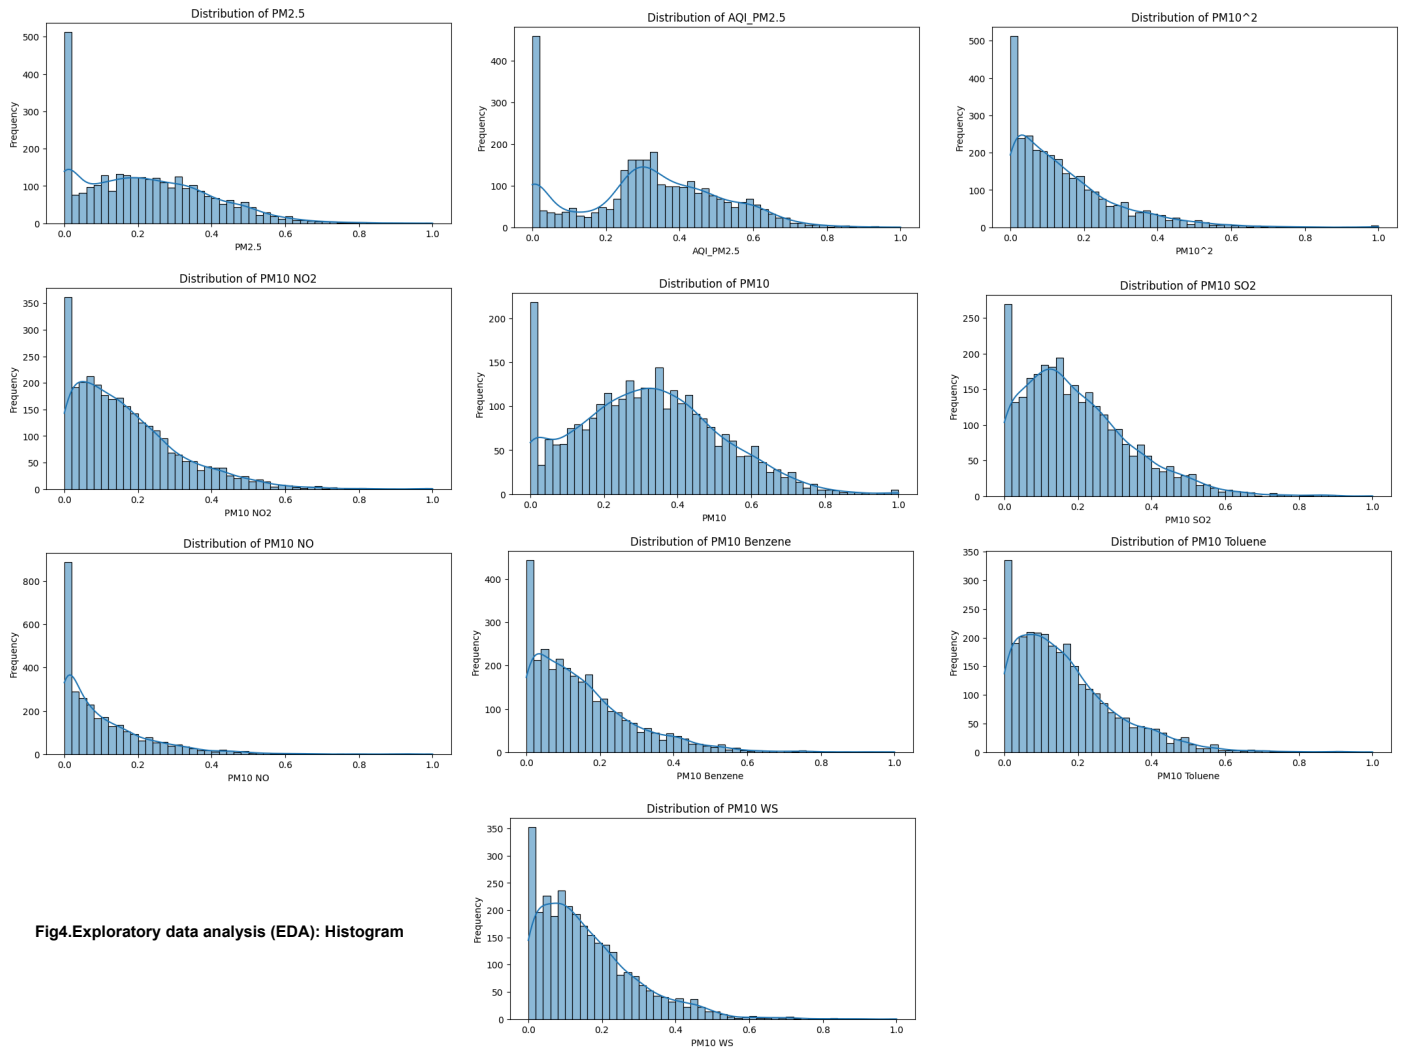 Distribution of PM2.5
Frequency
500
400
300
200
100
0
0.0 0.2 0.4 0.6 0.8 1.0
PM2.5
Distribution of AQI_PM2.5
Frequency
400
300
200
100
0
0.0 0.2 0.4 0.6 0.8 1.0
AQI_PM2.5
Distribution of PM10^2
Frequency
500
400
300
200
100
0
0.0 0.2 0.4 0.6 0.8 1.0
PM10^2
Distribution of PM10 NO2
Frequency
350
300
250
200
150
100
50
0
0.0 0.2 0.4 0.6 0.8 1.0
PM10 NO2
Distribution of PM10
Frequency
200
150
100
50
0
0.0 0.2 0.4 0.6 0.8 1.0
PM10
Distribution of PM10 SO2
Frequency
250
200
150
100
50
0
0.0 0.2 0.4 0.6 0.8 1.0
PM10 SO2
Distribution of PM10 NO
Frequency
800
600
400
200
0
0.0 0.2 0.4 0.6 0.8 1.0
PM10 NO
Distribution of PM10 Benzene
Frequency
400
300
200
100
0
0.0 0.2 0.4 0.6 0.8 1.0
PM10 Benzene
Distribution of PM10 Toluene
Frequency
350
300
250
200
150
100
50
0
0.0 0.2 0.4 0.6 0.8 1.0
PM10 Toluene
Fig4.Exploratory data analysis (EDA): Histogram
Distribution of PM10 WS
Frequency
350
300
250
200
150
100
50
0
0.0 0.2 0.4 0.6 0.8 1.0
PM10 WS